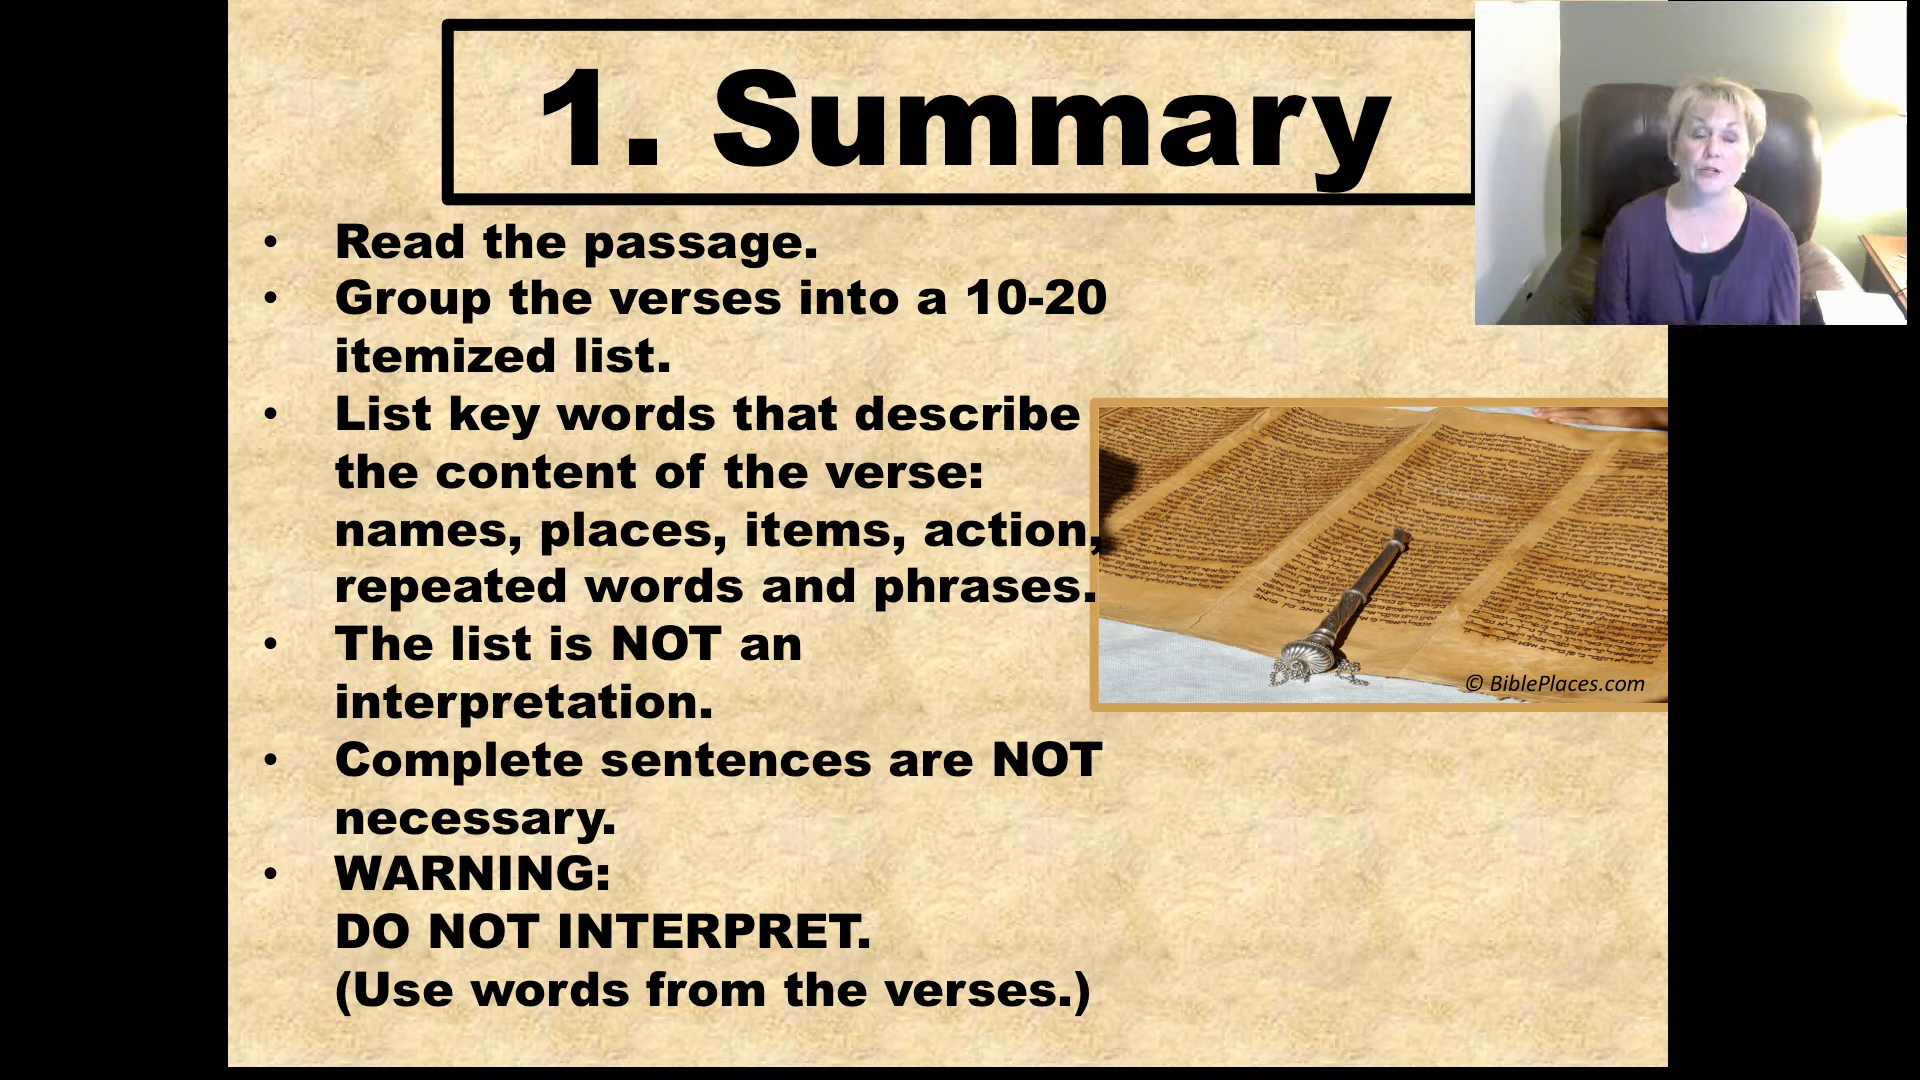 1. Summary
• Read the passage.
• Group the verses into a 10-20
itemized list.
• List key words that describe
the content of the verse:
names, places, items, action,
repeated words and phrases.
• The list is NOT an
interpretation.
• Complete sentences are NOT
necessary.
• WARNING:
DO NOT INTERPRET.
(Use words from the verses.)
© BiblePlaces.com